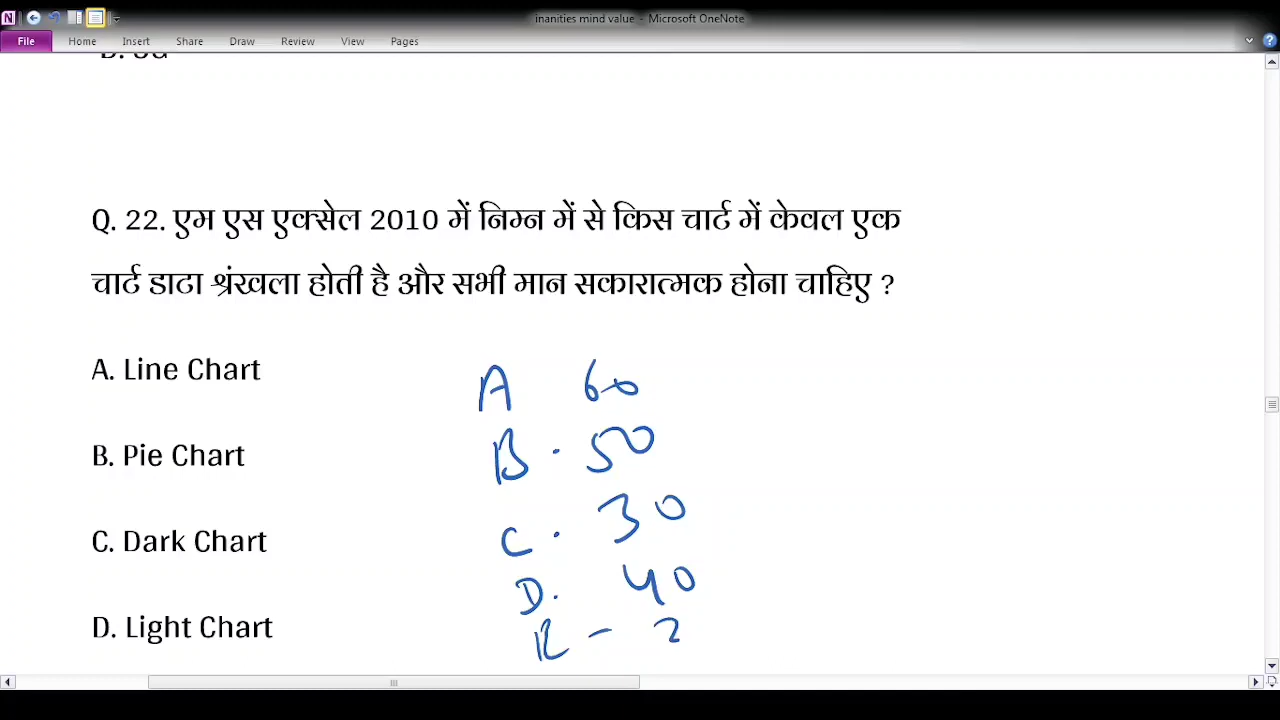 inanities mind value - Microsoft OneNote
File Home Insert Share Draw Review View Pages
Q. 22. एम एस एक्सेल 2010 में निम्न में से किस चार्ट में केवल एक
चार्ट डाटा श्रंखला होती है और सभी मान सकारात्मक होना चाहिए ?
A. Line Chart
A 60
B. Pie Chart
B. 50
C. Dark Chart
C. 30
D. 40
D. Light Chart